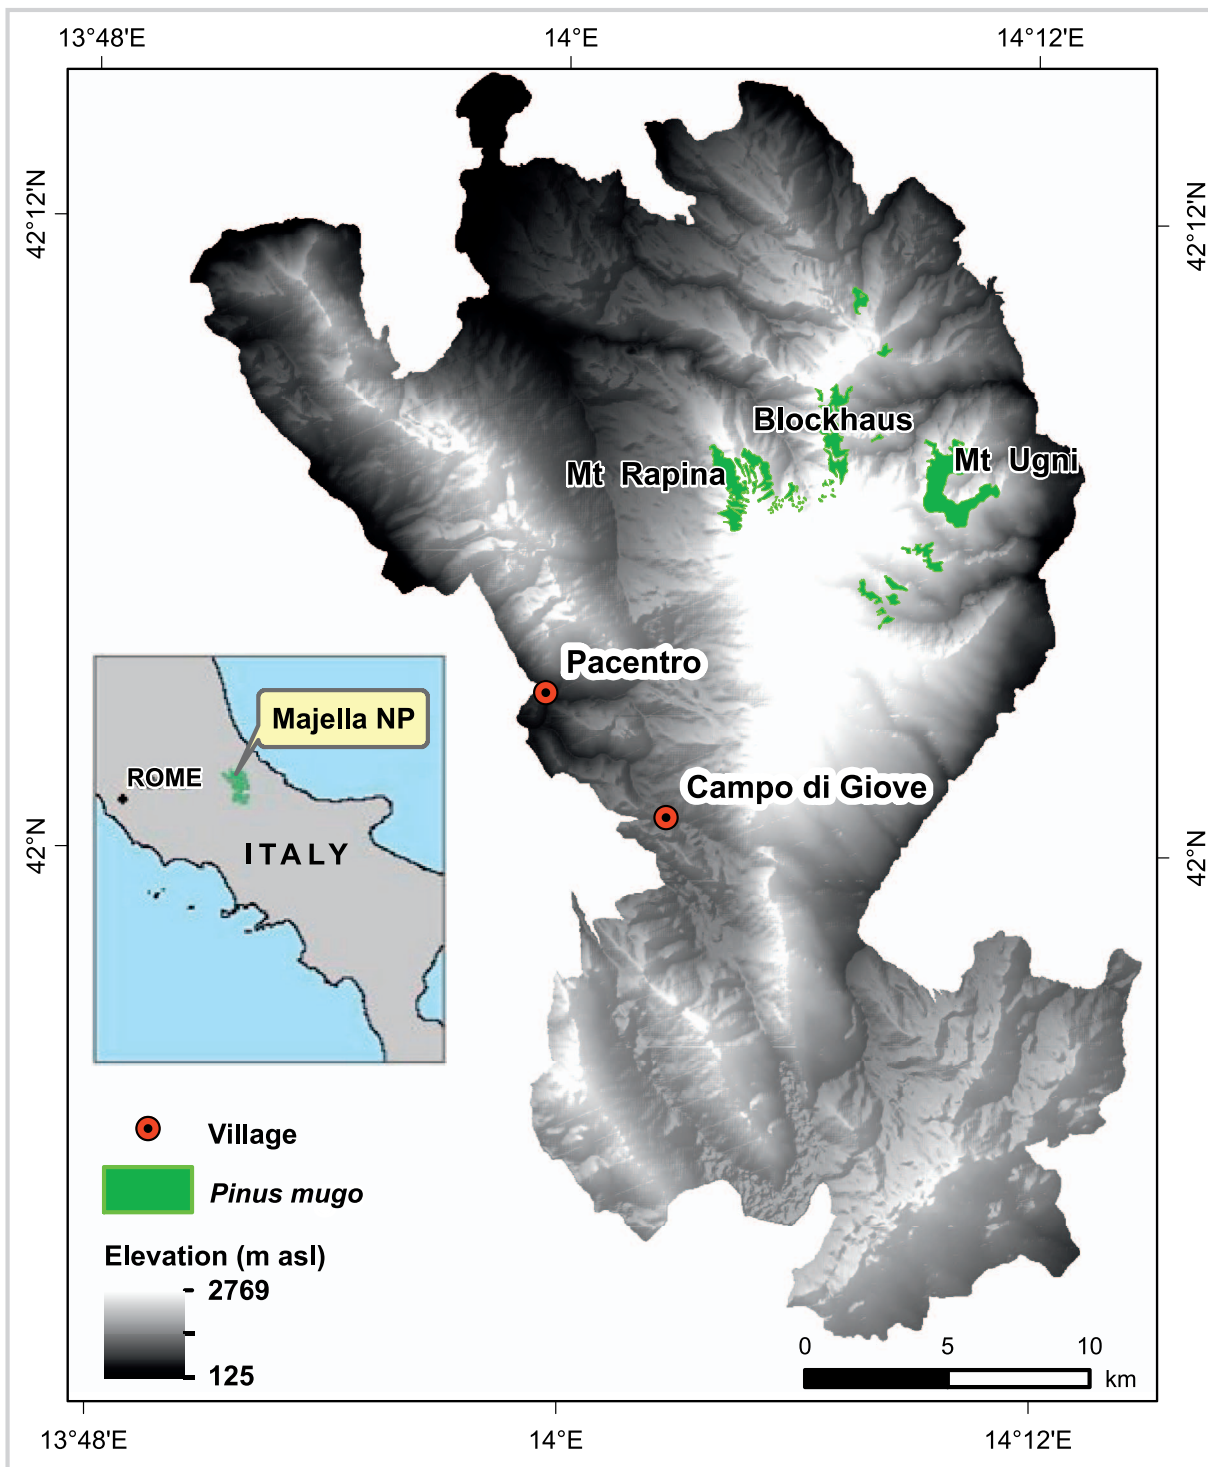 13°48'E 14°E 14°12'E
42°12'N
42°12'N
Blockhaus
Mt Rapina
Mt Ugni
Pacentro
Majella NP
ROME
Campo di Giove
ITALY
42°N
42°N
Village
Pinus mugo
Elevation (m asl)
2769
125
0 5 10
km
13°48'E 14°E 14°12'E